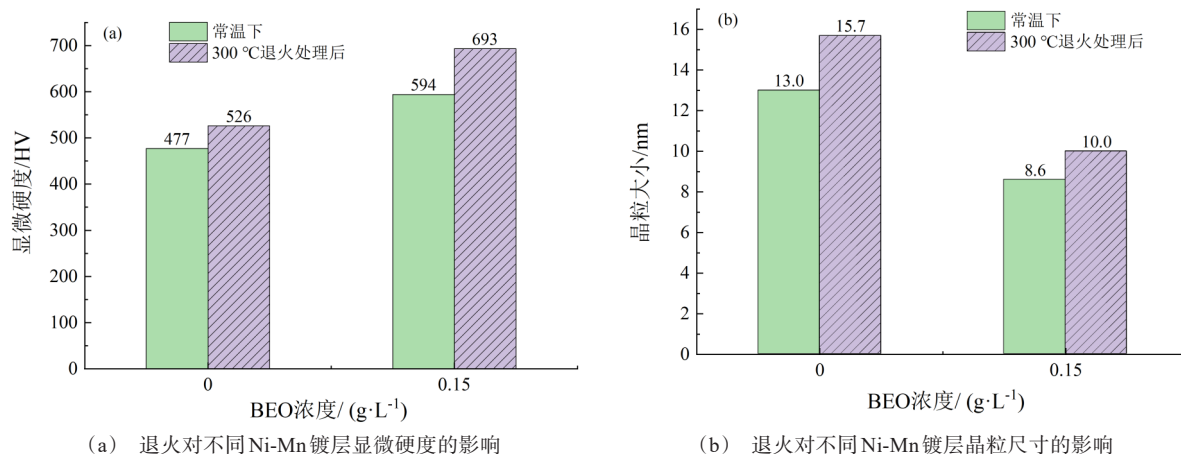 (a)
常温下
300 ℃退火处理后
700
600
500
400
300
200
100
0
显微硬度/HV
477
526
594
693
0
0.15
BEO浓度/ (g·L⁻¹)
(a) 退火对不同Ni-Mn镀层显微硬度的影响
(b)
常温下
300 ℃退火处理后
16
14
12
10
8
6
4
2
0
晶粒大小/nm
13.0
15.7
8.6
10.0
0
0.15
BEO浓度/ (g·L⁻¹)
(b) 退火对不同Ni-Mn镀层晶粒尺寸的影响